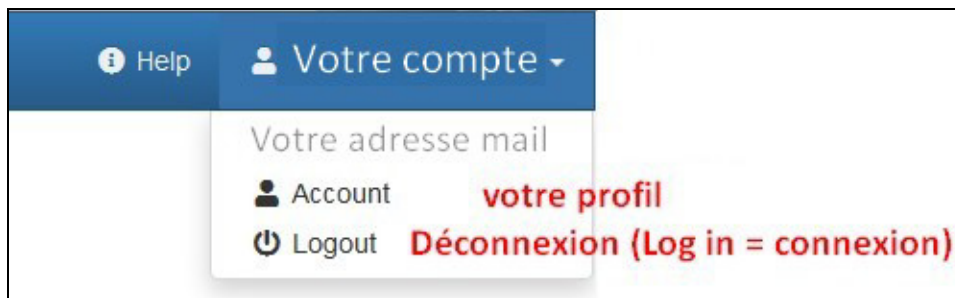 Help Votre compte
Votre adresse mail
Account votre profil
Logout Déconnexion (Log in = connexion)